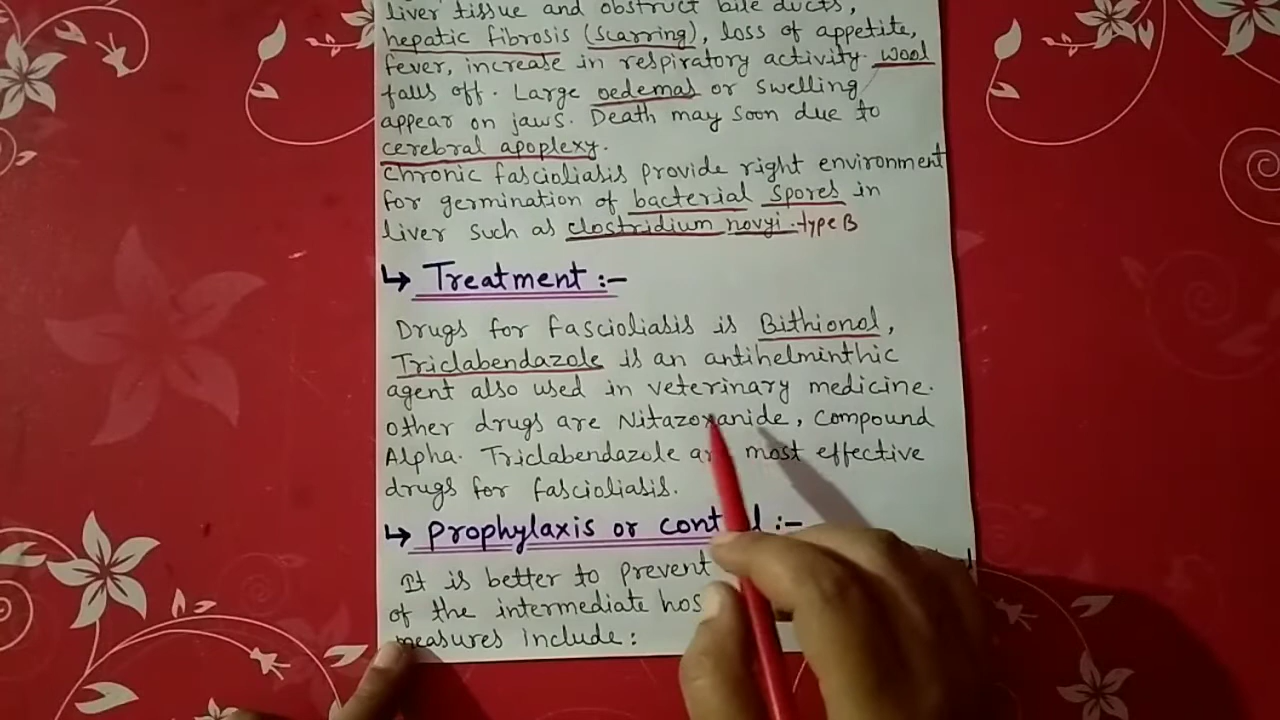 liver tissue and obstruct bile ducts,
hepatic fibrosis (scarring), loss of appetite,
fever, increase in respiratory activity. wool
falls off. Large oedemas or swelling
appear on jaws. Death may soon due to
cerebral apoplexy.
Chronic fascioliasis provide right environment
for germination of bacterial spores in
liver such as clostridium novyi. type B
↳ Treatment :-
Drugs for fascioliasis is Bithionol,
Triclabendazole is an antihelminthic
agent also used in veterinary medicine.
Other drugs are Nitazoxanide, Compound
Alpha. Triclabendazole most effective
drugs for fascioliasis.
↳ Prophylaxis or :-
It is better to prevent
of the intermediate
measures include: